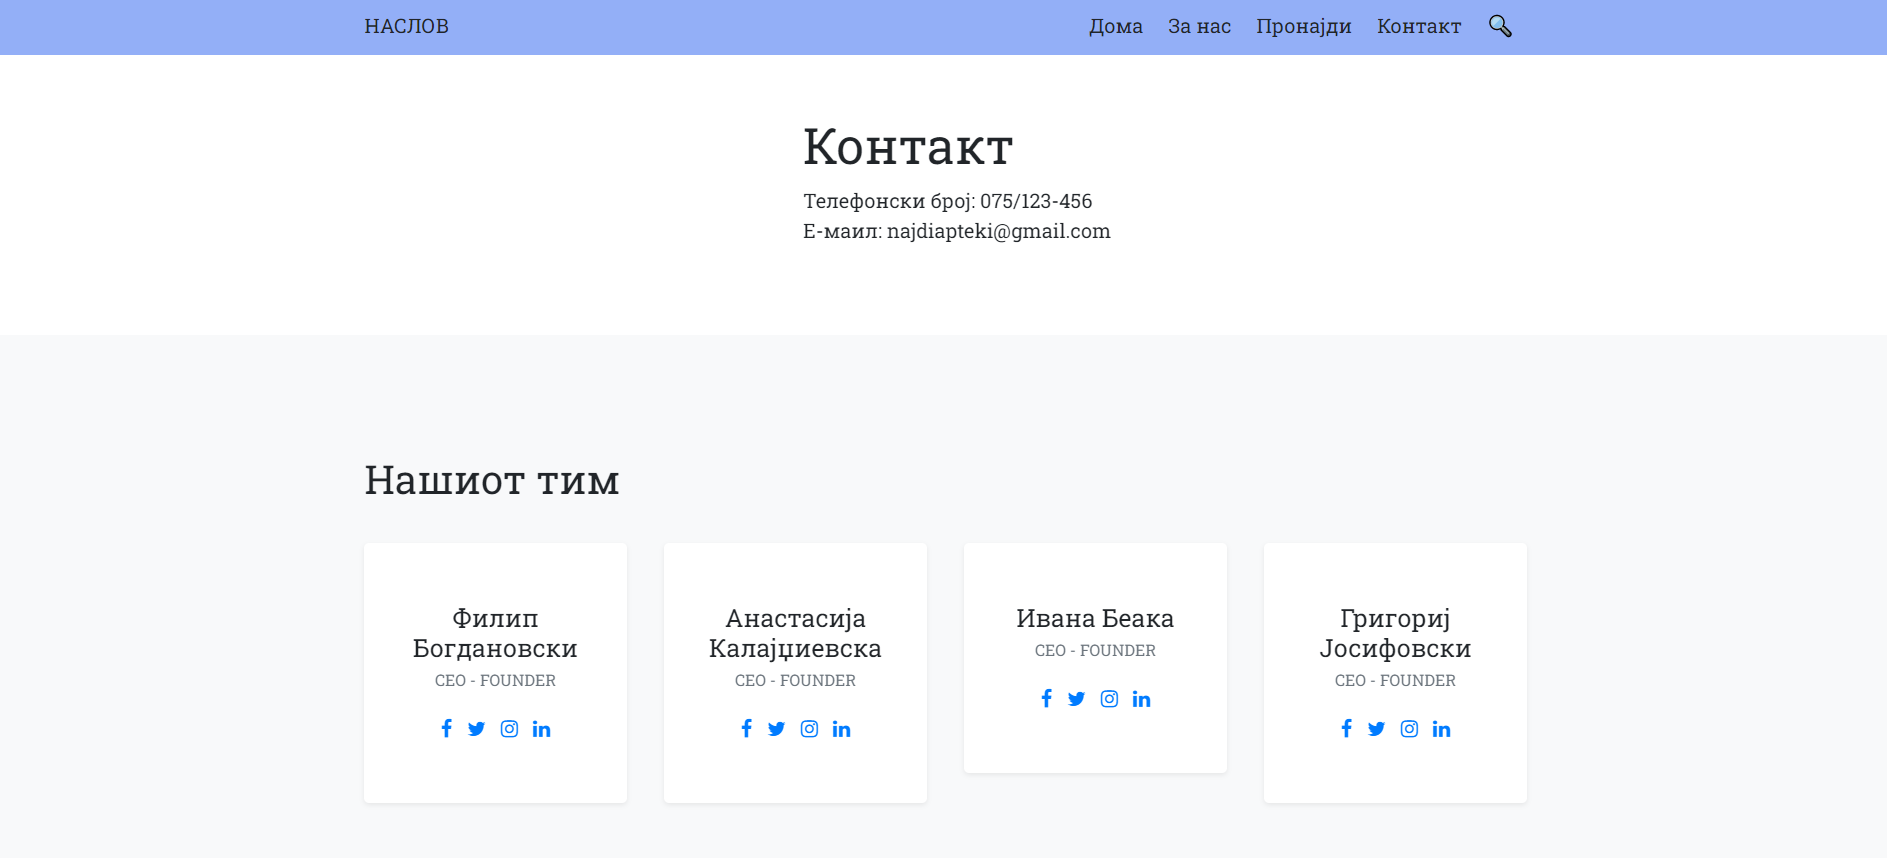 НАСЛОВ Дома За нас Пронајди Контакт
Контакт
Телефонски број: 075/123-456
Е-маил: najdiapteki@gmail.com
Нашиот тим
Филип
Богдановски
CEO - FOUNDER
Анастасија
Калајџиевска
CEO - FOUNDER
Ивана Беака
CEO - FOUNDER
Григориј
Јосифовски
CEO - FOUNDER